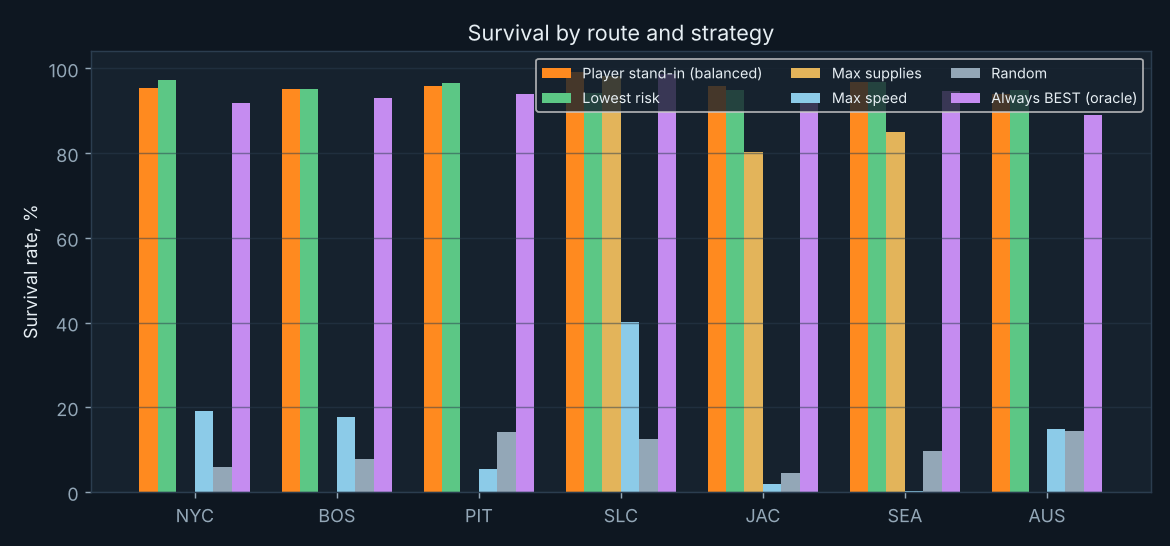 Survival by route and strategy
Player stand-in (balanced)
Lowest risk
Max supplies
Max speed
Random
Always BEST (oracle)
Survival rate, %
100
80
60
40
20
0
NYC BOS PIT SLC JAC SEA AUS